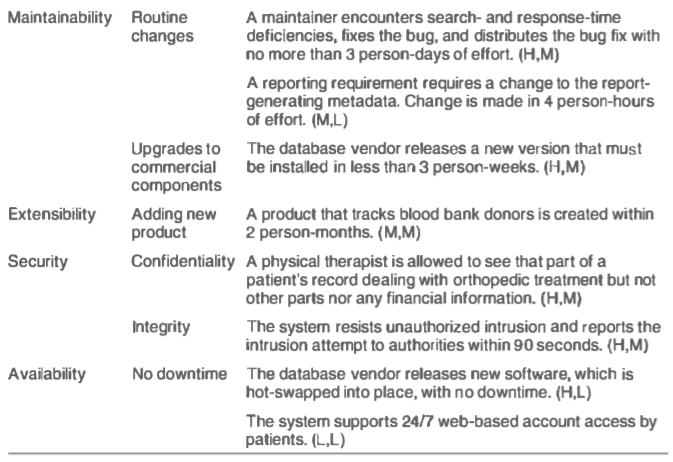 Maintainability Routine changes A maintainer encounters search- and response-time
deficiencies, fixes the bug, and distributes the bug fix with
no more than 3 person-days of effort. (H,M)
A reporting requirement requires a change to the report-
generating metadata. Change is made in 4 person-hours
of effort. (M,L)
Upgrades to commercial components The database vendor releases a new version that must
be installed in less than 3 person-weeks. (H,M)
Extensibility Adding new product A product that tracks blood bank donors is created within
2 person-months. (M,M)
Security Confidentiality A physical therapist is allowed to see that part of a
patient's record dealing with orthopedic treatment but not
other parts nor any financial information. (H,M)
Integrity The system resists unauthorized intrusion and reports the
intrusion attempt to authorities within 90 seconds. (H,M)
Availability No downtime The database vendor releases new software, which is
hot-swapped into place, with no downtime. (H,L)
The system supports 24/7 web-based account access by
patients. (L,L)